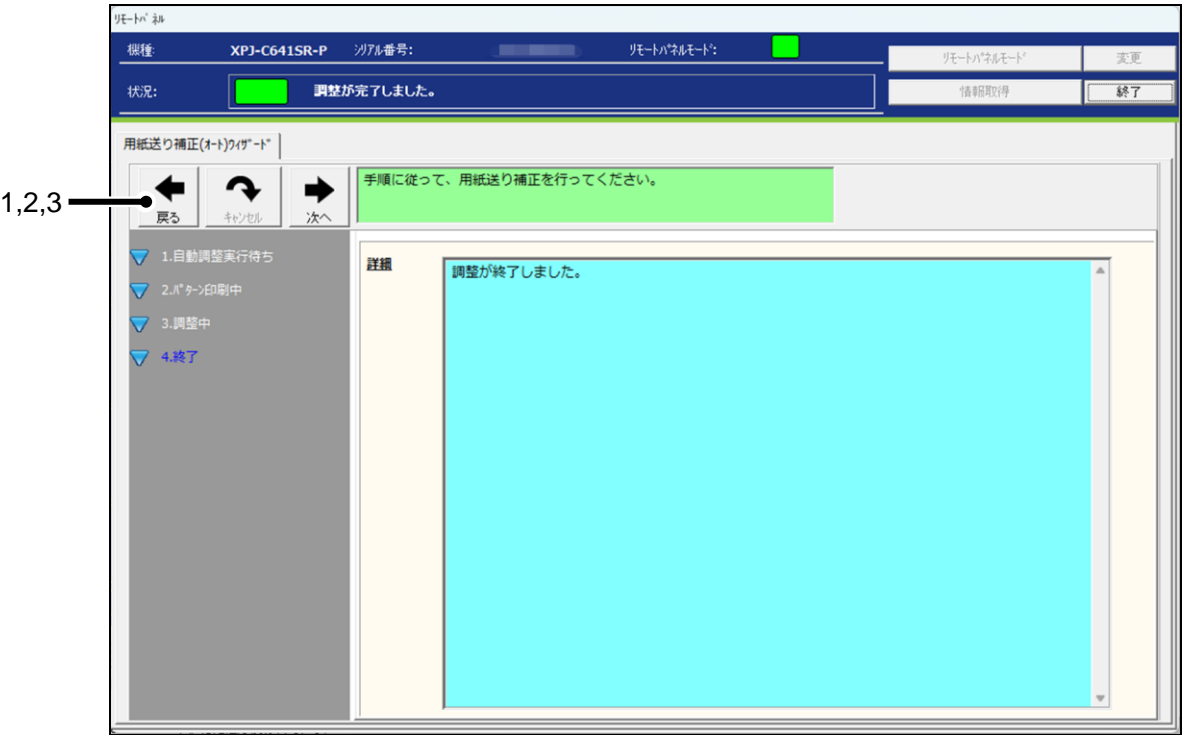 リモートパネル
機種: XPJ-C641SR-P シリアル番号: リモートパネルモード:
リモートパネルモード 変更
状況: 調整が完了しました。
情報取得 終了
用紙送り補正(オート)ウィザード
手順に従って、用紙送り補正を行ってください。
1,2,3
戻る キャンセル 次へ
1.自動調整実行待ち
2.パターン印刷中
3.調整中
4.終了
詳細
調整が終了しました。